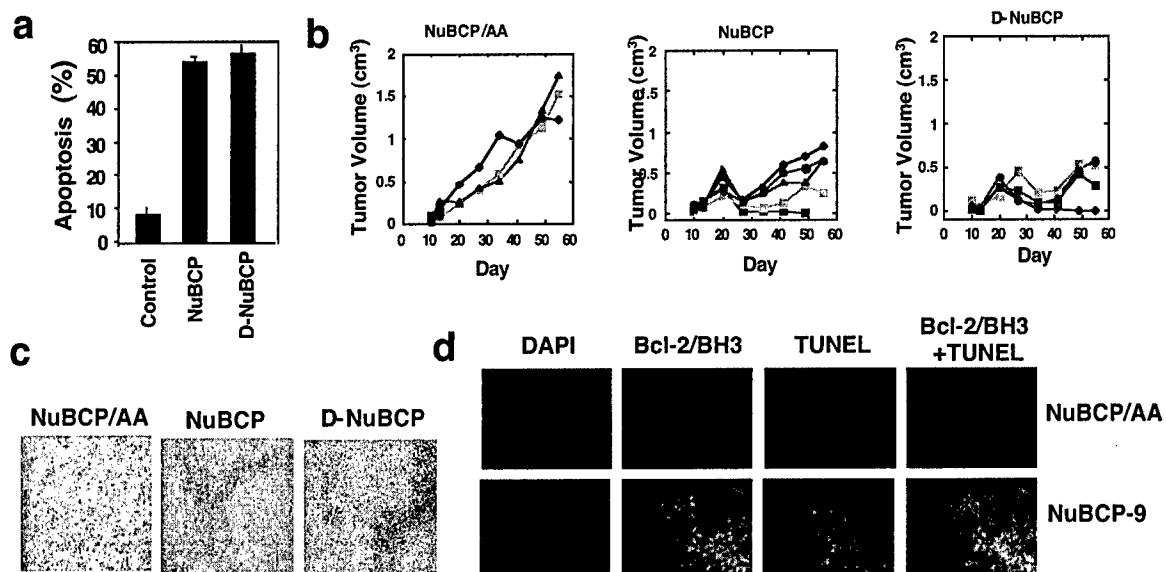 a
Apoptosis (%)
60
50
40
30
20
10
0
Control
NuBCP
D-NuBCP
b
NuBCP/AA
Tumor Volume (cm³)
2
1.5
1
0.5
0
0 10 20 30 40 50 60
Day
NuBCP
Tumor Volume (cm³)
2
1.5
1
0.5
0
0 10 20 30 40 50 60
Day
D-NuBCP
Tumor Volume (cm³)
2
1.5
1
0.5
0
0 10 20 30 40 50 60
Day
c
NuBCP/AA
NuBCP
D-NuBCP
d
DAPI
Bcl-2/BH3
TUNEL
Bcl-2/BH3
+TUNEL
NuBCP/AA
NuBCP-9